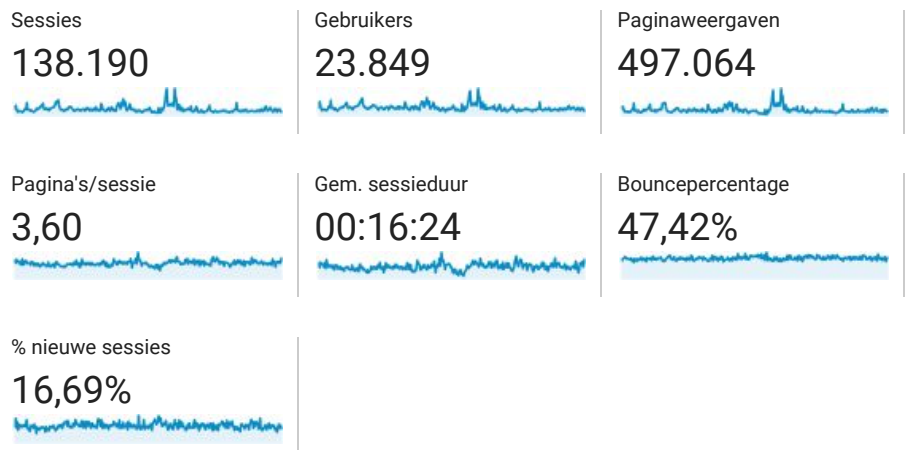 Sessies
138.190
Gebruikers
23.849
Paginaweergaven
497.064
Pagina's/sessie
3,60
Gem. sessieduur
00:16:24
Bouncepercentage
47,42%
% nieuwe sessies
16,69%